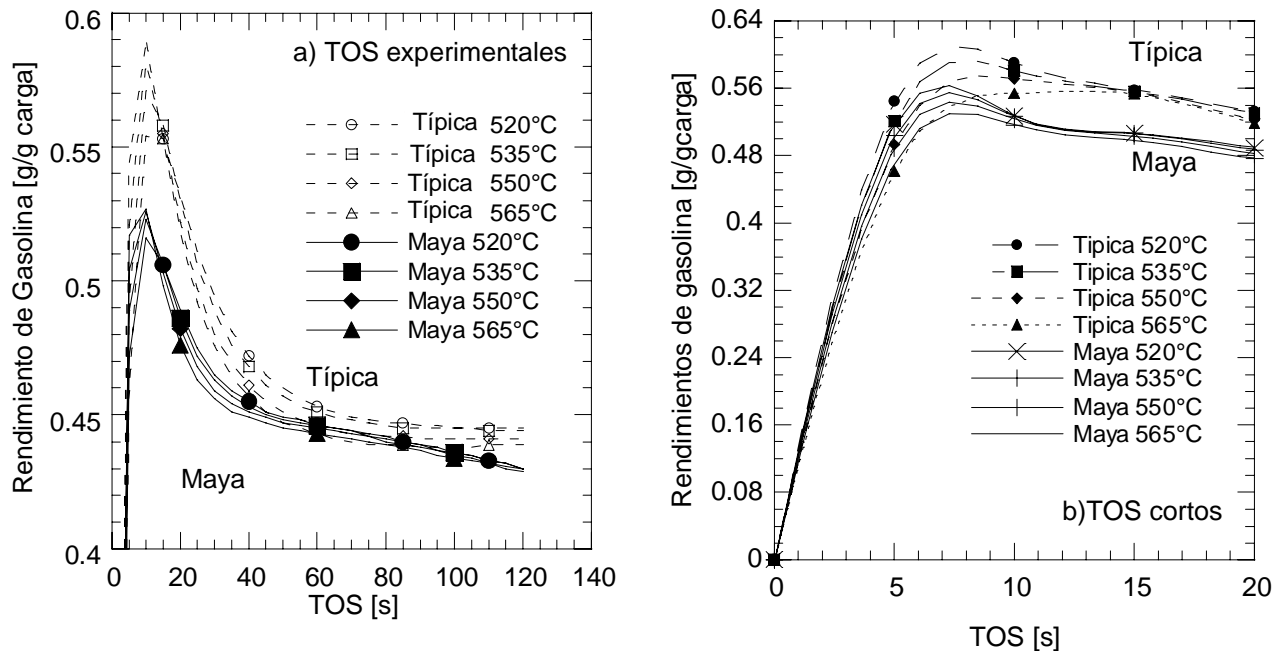 a) TOS experimentales
Rendimiento de Gasolina [g/g carga]
0.6
0.55
0.5
0.45
0.4
Típica 520°C
Típica 535°C
Típica 550°C
Típica 565°C
Maya 520°C
Maya 535°C
Maya 550°C
Maya 565°C
Típica
Maya
0 20 40 60 80 100 120 140
TOS [s]
Rendimientos de gasolina [g/gcarga]
0.64
0.56
0.48
0.4
0.32
0.24
0.16
0.08
0
Típica
Maya
Tipica 520°C
Tipica 535°C
Tipica 550°C
Tipica 565°C
Maya 520°C
Maya 535°C
Maya 550°C
Maya 565°C
b)TOS cortos
0 5 10 15 20
TOS [s]